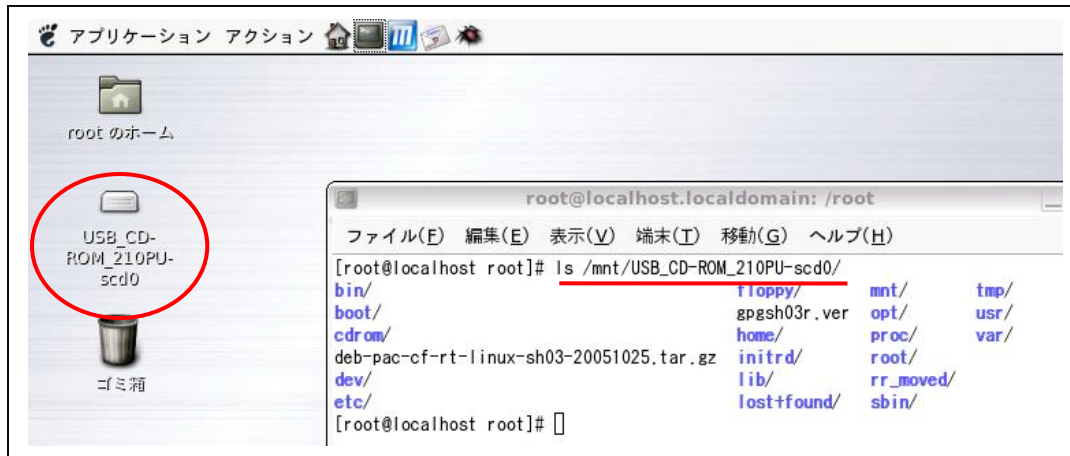 アプリケーション アクション
root のホーム
USB_CD-
ROM_210PU-
scd0
ゴミ箱
root@localhost.localdomain: /root
ファイル(F) 編集(E) 表示(V) 端末(T) 移動(G) ヘルプ(H)
[root@localhost root]# ls /mnt/USB_CD-ROM_210PU-scd0/
bin/ floppy/ mnt/ tmp/
boot/ gpgsh03r.ver opt/ usr/
cdrom/ home/ proc/ var/
deb-pac-cf-rt-linux-sh03-20051025.tar.gz initrd/ root/
dev/ lib/ rr_moved/
etc/ lost+found/ sbin/
[root@localhost root]#